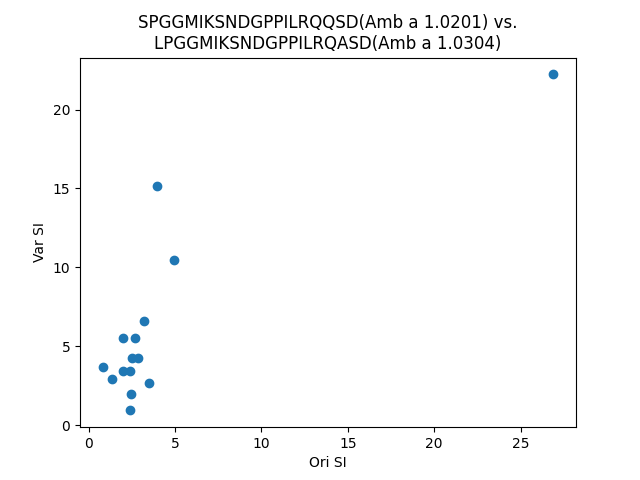 SPGGMIKSNDGPPILRQQSD(Amb a 1.0201) vs.
LPGGMIKSNDGPPILRQASD(Amb a 1.0304)
20
15
10
5
0
Var SI
0 5 10 15 20 25
Ori SI